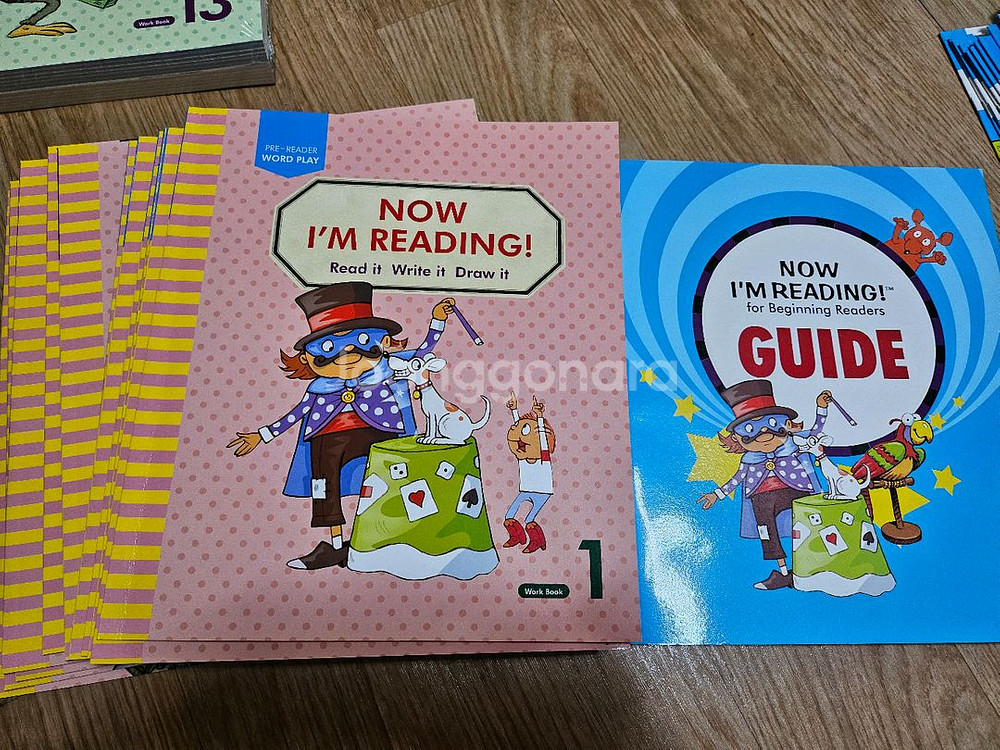 Work Book 13
PRE-READER
WORD PLAY
NOW
I'M READING!
Read it Write it Draw it
Work Book 1
NOW
I'M READING!™
for Beginning Readers
GUIDE